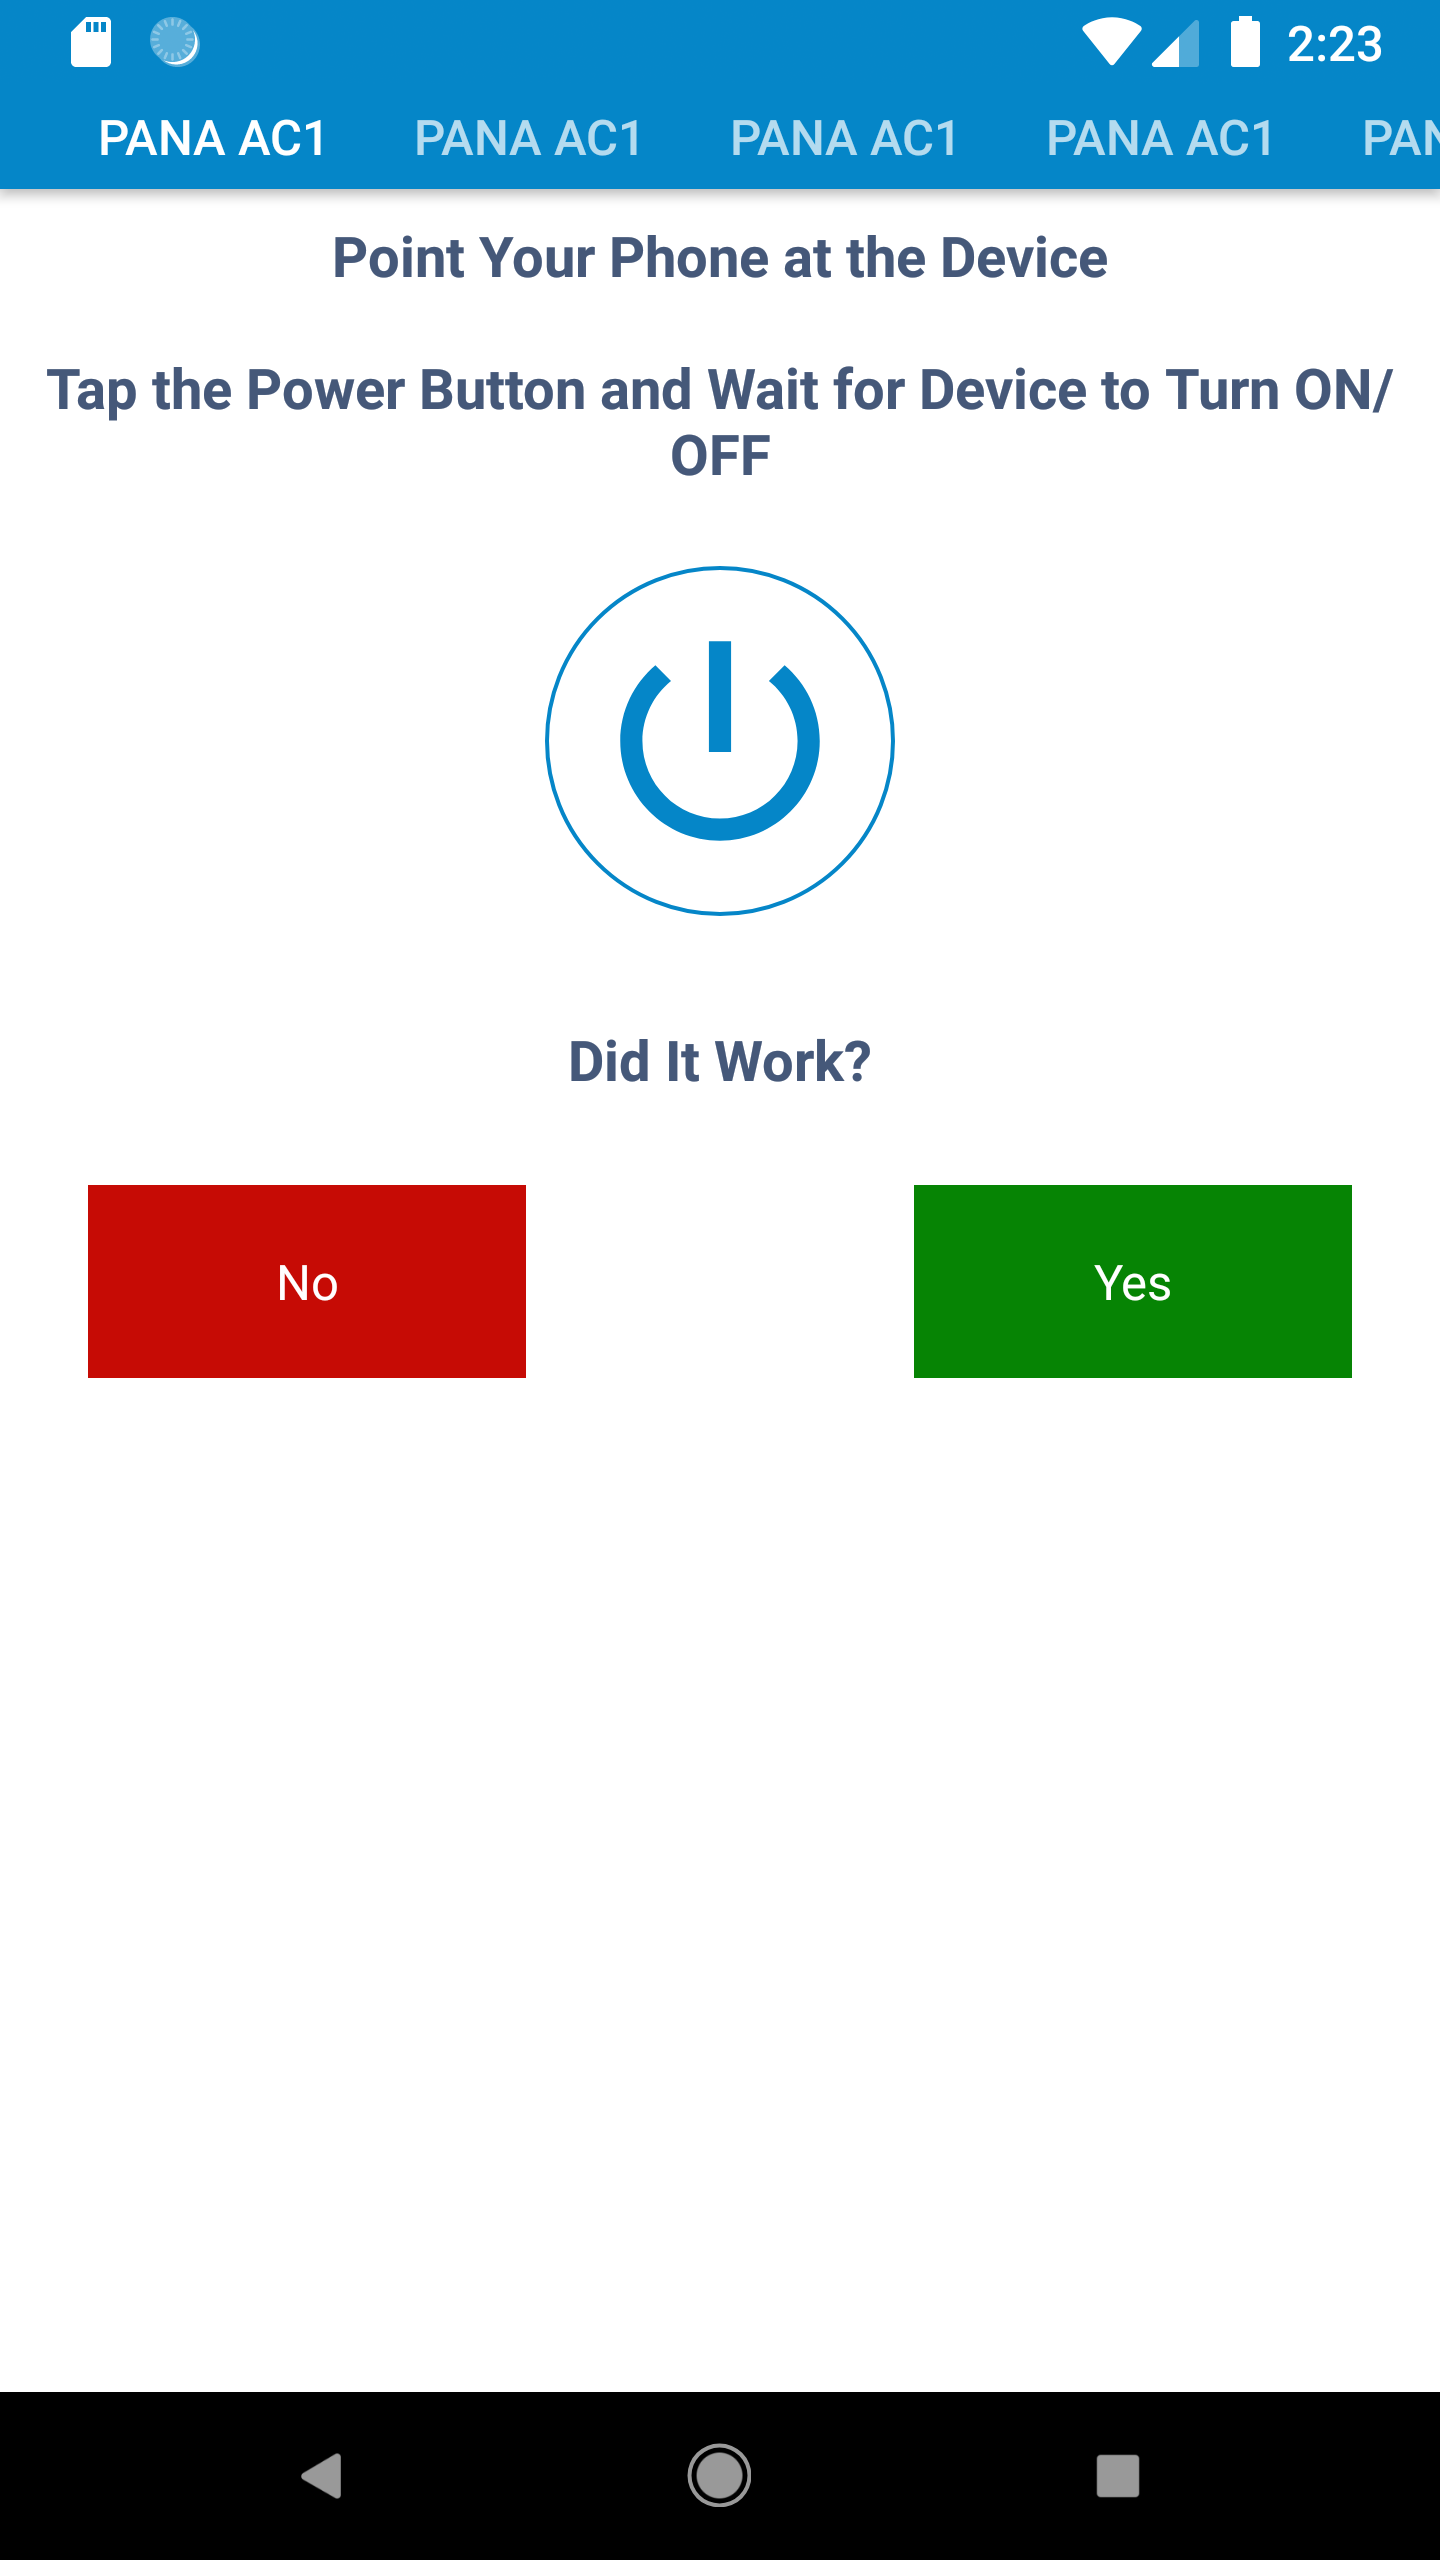 2:23
PANA AC1 PANA AC1 PANA AC1 PANA AC1 PAN
Point Your Phone at the Device
Tap the Power Button and Wait for Device to Turn ON/
OFF
Did It Work?
No Yes